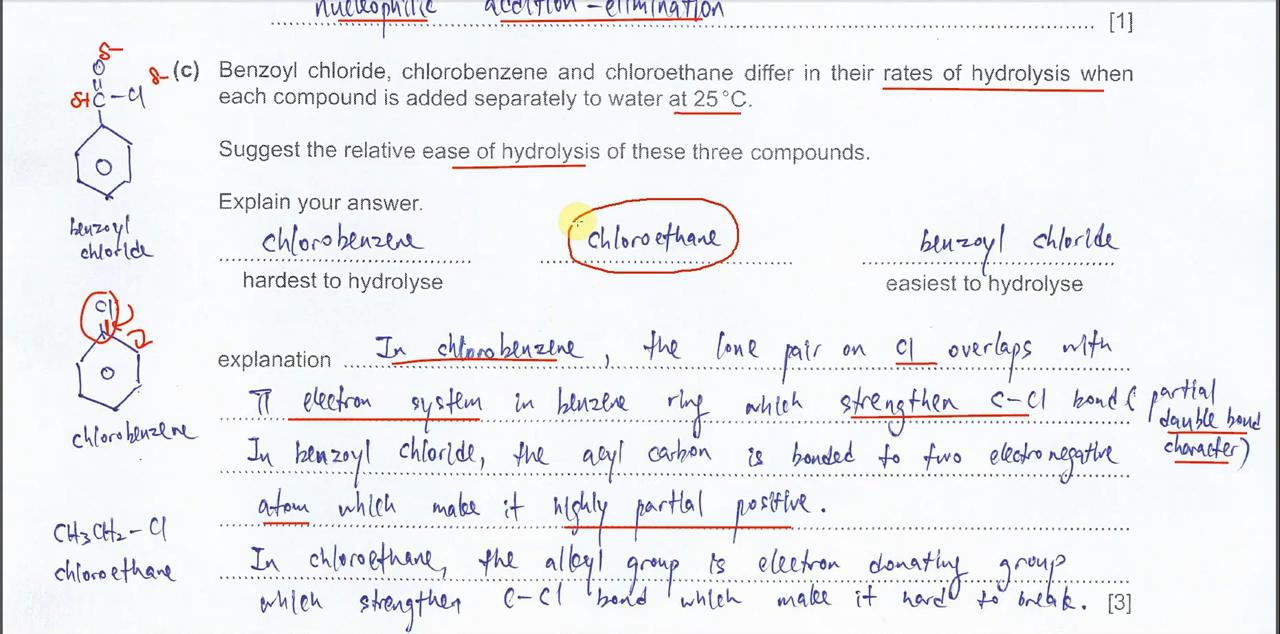 nucleophilic addition - elimination
[1]
δ-
O
δ- (c) Benzoyl chloride, chlorobenzene and chloroethane differ in their rates of hydrolysis when
δ+ C - Cl
each compound is added separately to water at 25 °C.
Suggest the relative ease of hydrolysis of these three compounds.
Explain your answer.
benzoyl
chloride
chlorobenzene chloroethane benzoyl chloride
hardest to hydrolyse easiest to hydrolyse
Cl
explanation In chlorobenzene, the lone pair on Cl overlaps with
π electron system in benzene ring which strengthen C-Cl bond (partial
double bond
character)
chlorobenzene
In benzoyl chloride, the acyl carbon is bonded to two electronegative
atom which make it highly partial positive.
CH3CH2-Cl
chloroethane
In chloroethane, the alkyl group is electron donating group
which strengthen C-Cl bond which make it hard to break. [3]